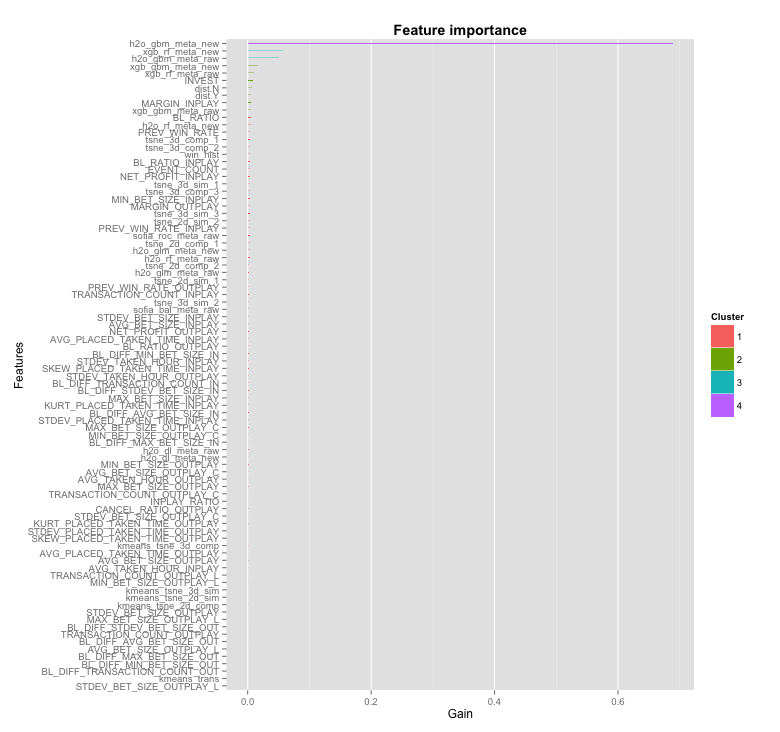 Feature importance
h2o_gbm_meta_new
xgb_rf_meta_new
h2o_gbm_meta_raw
xgb_gbm_meta_new
xgb_rf_meta_raw
INVEST
dist.N
dist.Y
MARGIN_INPLAY
xgb_gbm_meta_raw
BL_RATIO
h2o_rf_meta_new
PREV_WIN_RATE
tsne_3d_comp_1
tsne_3d_comp_2
win_hist
BL_RATIO_INPLAY
EVENT_COUNT
NET_PROFIT_INPLAY
tsne_3d_sim_1
tsne_3d_comp_3
MIN_BET_SIZE_INPLAY
MARGIN_OUTPLAY
tsne_3d_sim_3
tsne_2d_sim_2
PREV_WIN_RATE_INPLAY
sofia_roc_meta_raw
tsne_2d_comp_1
h2o_glm_meta_new
h2o_rf_meta_raw
tsne_2d_comp_2
h2o_glm_meta_raw
tsne_2d_sim_1
PREV_WIN_RATE_OUTPLAY
TRANSACTION_COUNT_INPLAY
tsne_3d_sim_2
sofia_bal_meta_raw
STDEV_BET_SIZE_INPLAY
AVG_BET_SIZE_INPLAY
NET_PROFIT_OUTPLAY
AVG_PLACED_TAKEN_TIME_INPLAY
BL_RATIO_OUTPLAY
BL_DIFF_MIN_BET_SIZE_IN
STDEV_TAKEN_HOUR_INPLAY
SKEW_PLACED_TAKEN_TIME_INPLAY
STDEV_TAKEN_HOUR_OUTPLAY
BL_DIFF_TRANSACTION_COUNT_IN
BL_DIFF_STDEV_BET_SIZE_IN
MAX_BET_SIZE_INPLAY
KURT_PLACED_TAKEN_TIME_INPLAY
BL_DIFF_AVG_BET_SIZE_IN
STDEV_PLACED_TAKEN_TIME_INPLAY
MAX_BET_SIZE_OUTPLAY_C
MIN_BET_SIZE_OUTPLAY_C
BL_DIFF_MAX_BET_SIZE_IN
h2o_dl_meta_raw
h2o_dl_meta_new
MIN_BET_SIZE_OUTPLAY
AVG_BET_SIZE_OUTPLAY_C
AVG_TAKEN_HOUR_OUTPLAY
MAX_BET_SIZE_OUTPLAY
TRANSACTION_COUNT_OUTPLAY_C
INPLAY_RATIO
CANCEL_RATIO_OUTPLAY
STDEV_BET_SIZE_OUTPLAY_C
KURT_PLACED_TAKEN_TIME_OUTPLAY
STDEV_PLACED_TAKEN_TIME_OUTPLAY
SKEW_PLACED_TAKEN_TIME_OUTPLAY
kmeans_tsne_3d_comp
AVG_PLACED_TAKEN_TIME_OUTPLAY
AVG_BET_SIZE_OUTPLAY
AVG_TAKEN_HOUR_INPLAY
TRANSACTION_COUNT_OUTPLAY_L
MIN_BET_SIZE_OUTPLAY_L
kmeans_tsne_3d_sim
kmeans_tsne_2d_sim
kmeans_tsne_2d_comp
STDEV_BET_SIZE_OUTPLAY
MAX_BET_SIZE_OUTPLAY_L
BL_DIFF_STDEV_BET_SIZE_OUT
TRANSACTION_COUNT_OUTPLAY
BL_DIFF_AVG_BET_SIZE_OUT
AVG_BET_SIZE_OUTPLAY_L
BL_DIFF_MAX_BET_SIZE_OUT
BL_DIFF_MIN_BET_SIZE_OUT
BL_DIFF_TRANSACTION_COUNT_OUT
kmeans_trans
STDEV_BET_SIZE_OUTPLAY_L
Features
0.0
0.2
0.4
0.6
Gain
Cluster
1
2
3
4